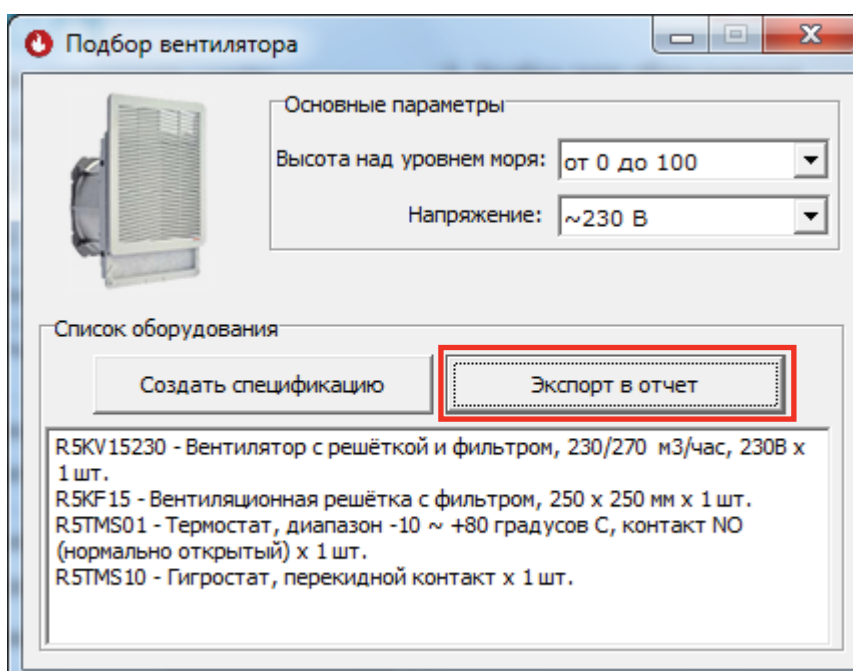 Подбор вентилятора
Основные параметры
Высота над уровнем моря: от 0 до 100
Напряжение: ~230 В
Список оборудования
Создать спецификацию Экспорт в отчет
R5KV15230 - Вентилятор с решёткой и фильтром, 230/270 м3/час, 230В x
1 шт.
R5KF15 - Вентиляционная решётка с фильтром, 250 x 250 мм x 1 шт.
R5TMS01 - Термостат, диапазон -10 ~ +80 градусов С, контакт NO
(нормально открытый) x 1 шт.
R5TMS10 - Гигростат, перекидной контакт x 1 шт.